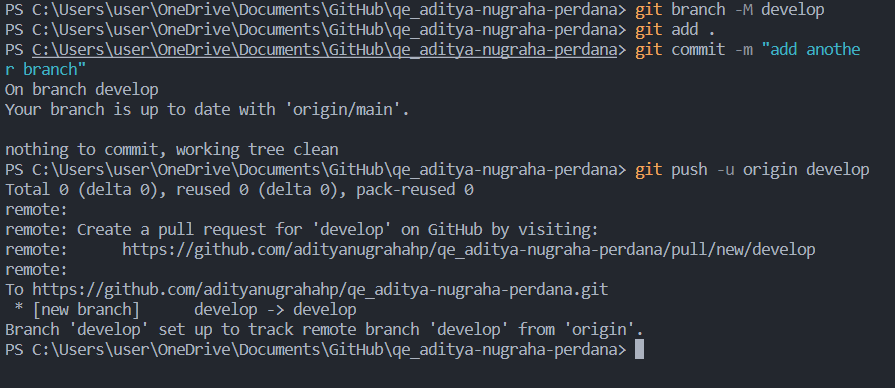 PS C:\Users\user\OneDrive\Documents\GitHub\qe_aditya-nugraha-perdana> git branch -M develop
PS C:\Users\user\OneDrive\Documents\GitHub\qe_aditya-nugraha-perdana> git add .
PS C:\Users\user\OneDrive\Documents\GitHub\qe_aditya-nugraha-perdana> git commit -m "add anothe
r branch"
On branch develop
Your branch is up to date with 'origin/main'.

nothing to commit, working tree clean
PS C:\Users\user\OneDrive\Documents\GitHub\qe_aditya-nugraha-perdana> git push -u origin develop
Total 0 (delta 0), reused 0 (delta 0), pack-reused 0
remote:
remote: Create a pull request for 'develop' on GitHub by visiting:
remote:      https://github.com/adityanugrahahp/qe_aditya-nugraha-perdana/pull/new/develop
remote:
To https://github.com/adityanugrahahp/qe_aditya-nugraha-perdana.git
 * [new branch]      develop -> develop
Branch 'develop' set up to track remote branch 'develop' from 'origin'.
PS C:\Users\user\OneDrive\Documents\GitHub\qe_aditya-nugraha-perdana>